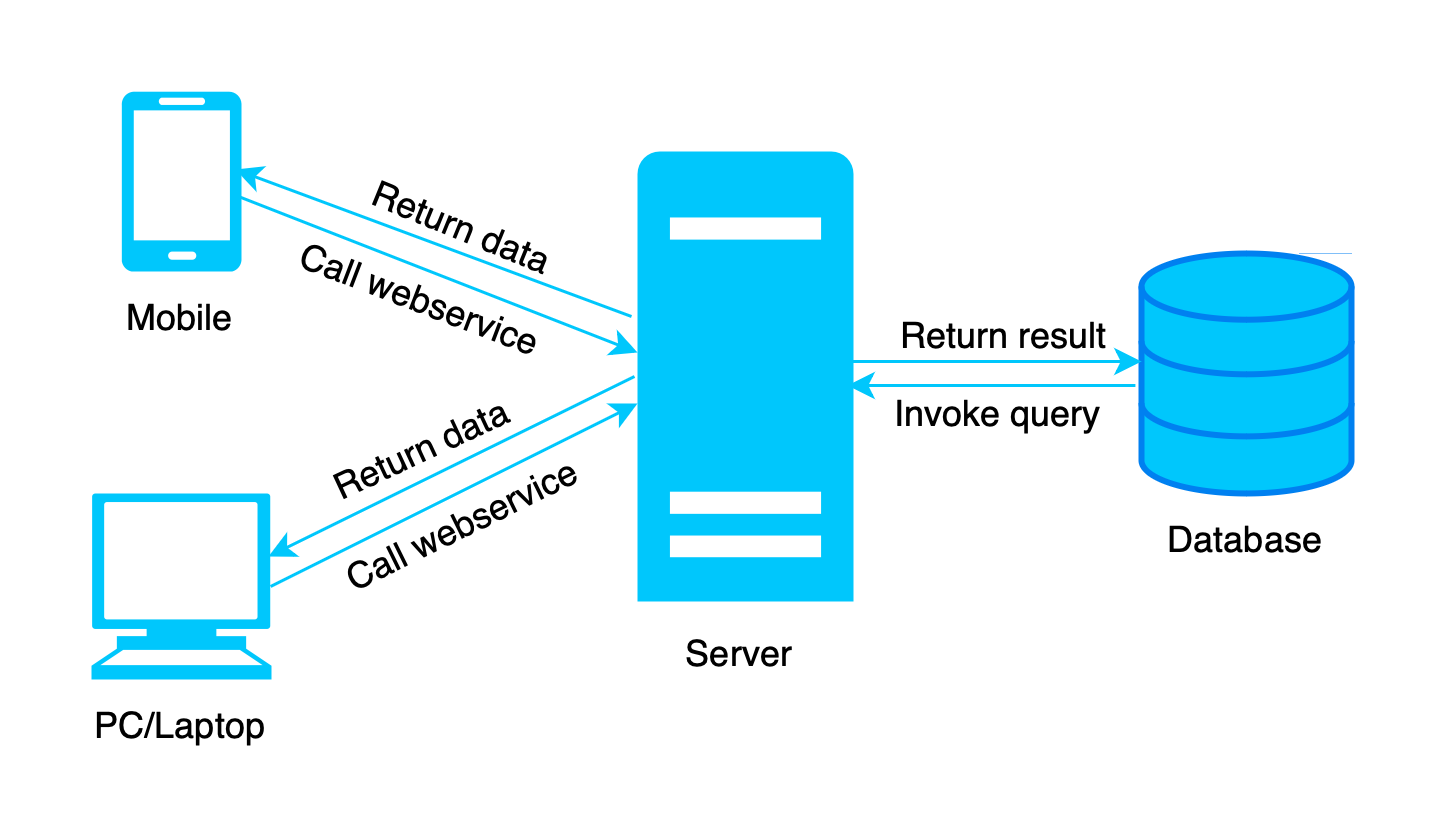 Return data
Call webservice
Mobile
Return result
Invoke query
Return data
Call webservice
Database
Server
PC/Laptop